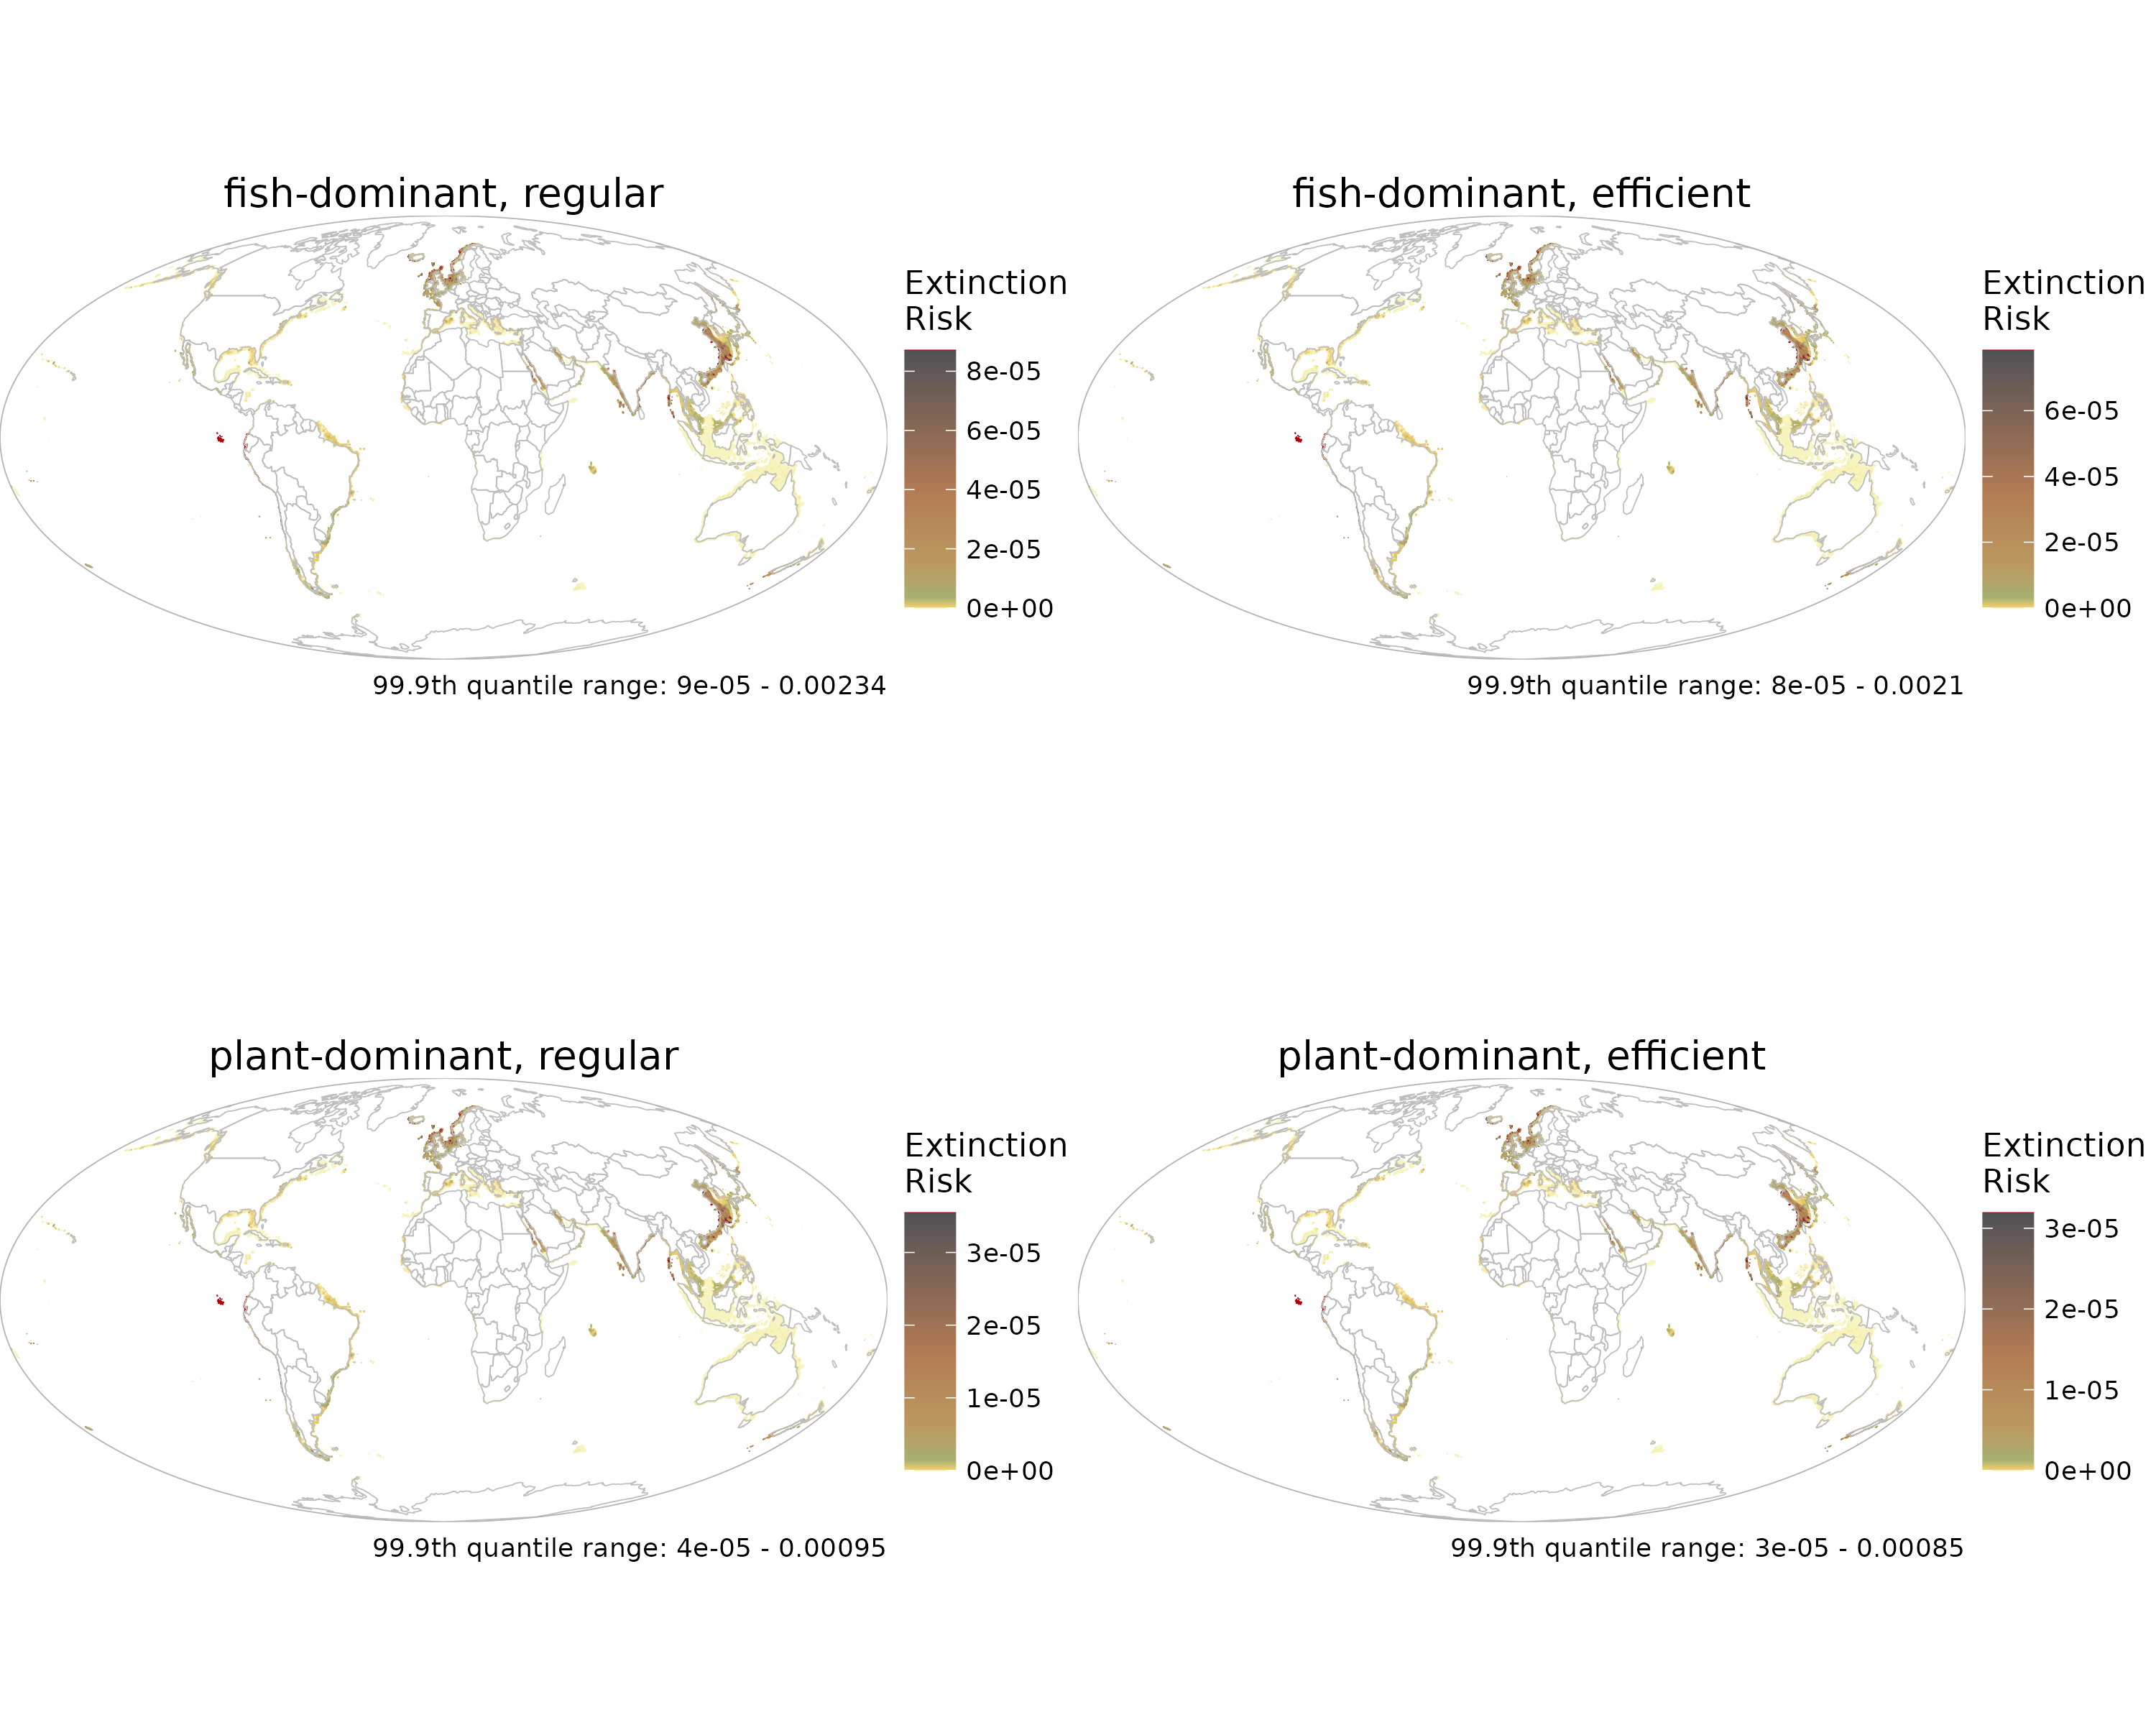 fish-dominant, regular
Extinction
Risk
8e-05
6e-05
4e-05
2e-05
0e+00
99.9th quantile range: 9e-05 - 0.00234
fish-dominant, efficient
Extinction
Risk
6e-05
4e-05
2e-05
0e+00
99.9th quantile range: 8e-05 - 0.0021
plant-dominant, regular
Extinction
Risk
3e-05
2e-05
1e-05
0e+00
99.9th quantile range: 4e-05 - 0.00095
plant-dominant, efficient
Extinction
Risk
3e-05
2e-05
1e-05
0e+00
99.9th quantile range: 3e-05 - 0.00085